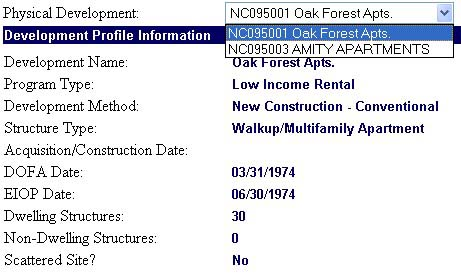 Physical Development: NC095001 Oak Forest Apts.
NC095001 Oak Forest Apts.
Development Profile Information NC095003 AMITY APARTMENTS
Development Name: Oak Forest Apts.
Program Type: Low Income Rental
Development Method: New Construction - Conventional
Structure Type: Walkup/Multifamily Apartment
Acquisition/Construction Date:
DOFA Date: 03/31/1974
EIOP Date: 06/30/1974
Dwelling Structures: 30
Non-Dwelling Structures: 0
Scattered Site? No